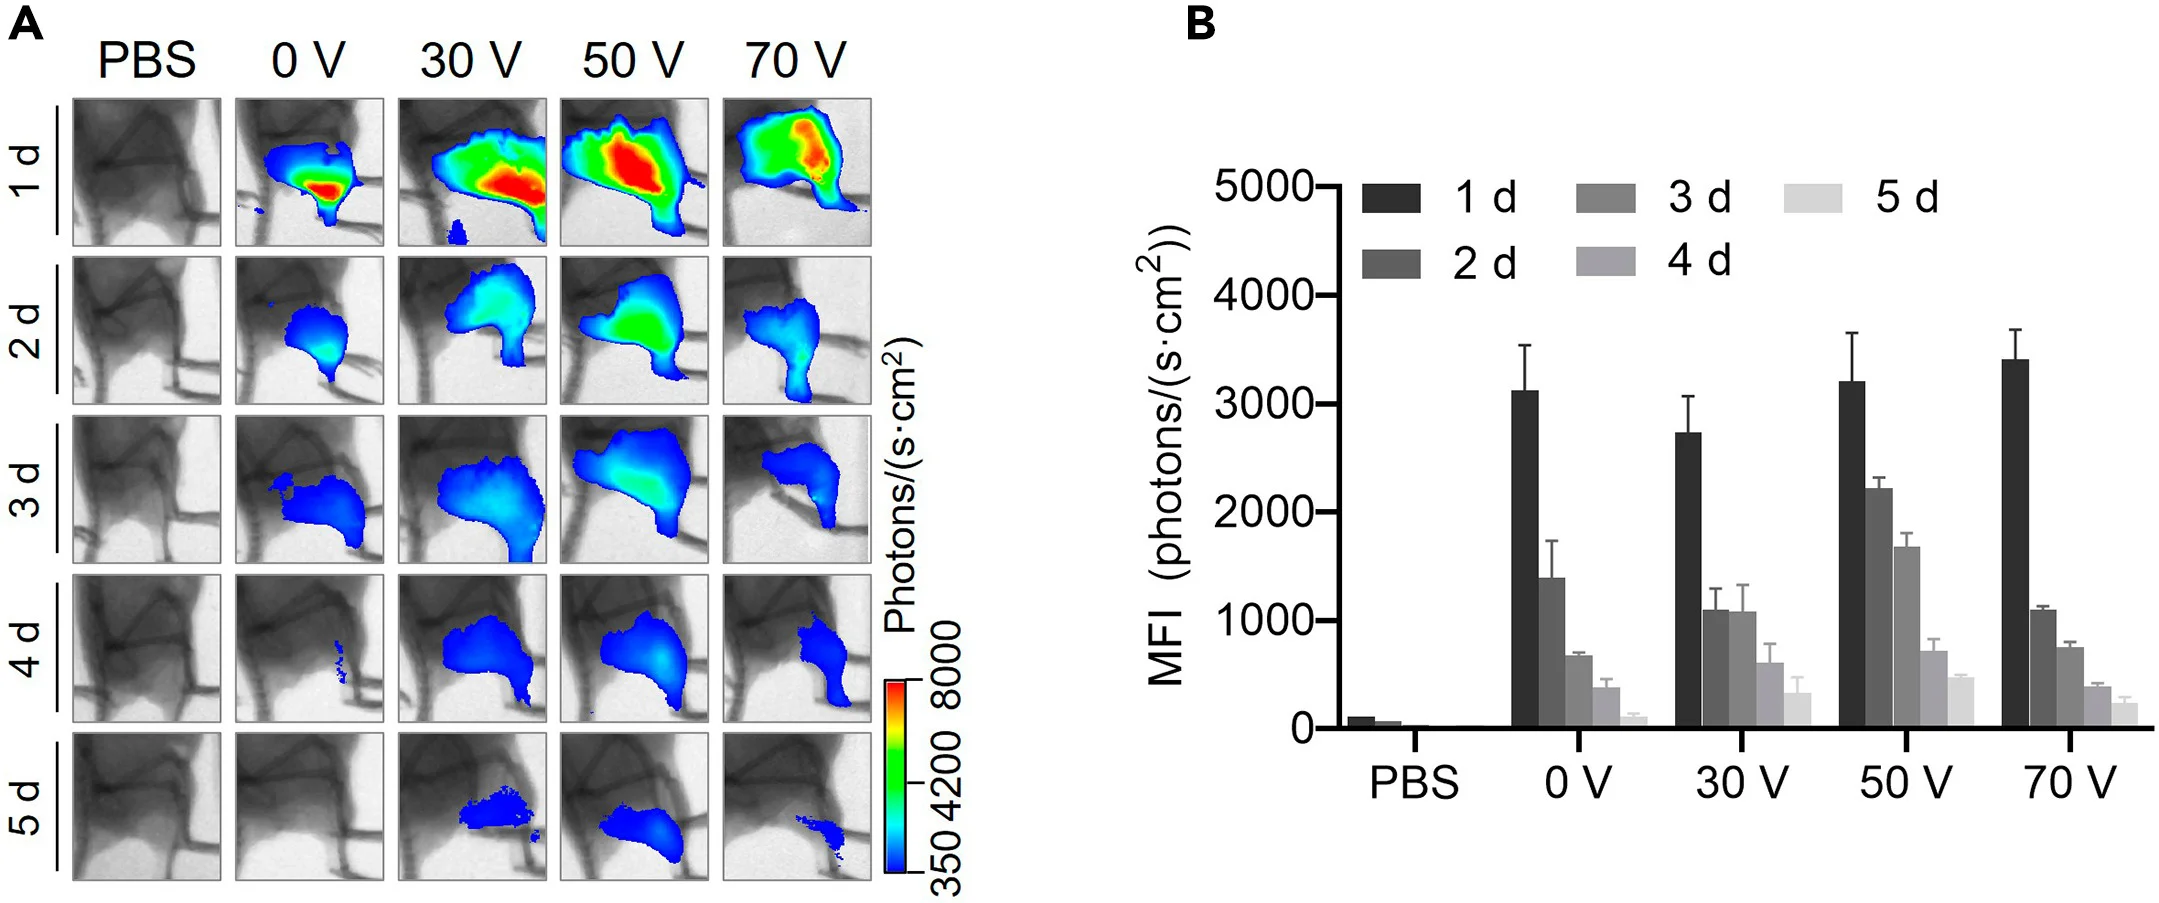 A
PBS 0 V 30 V 50 V 70 V
1 d
2 d
3 d
4 d
5 d
Photons/(s·cm²)
8000
4200
350
B
MFI (photons/(s·cm²))
5000
4000
3000
2000
1000
0
1 d 3 d 5 d
2 d 4 d
PBS 0 V 30 V 50 V 70 V